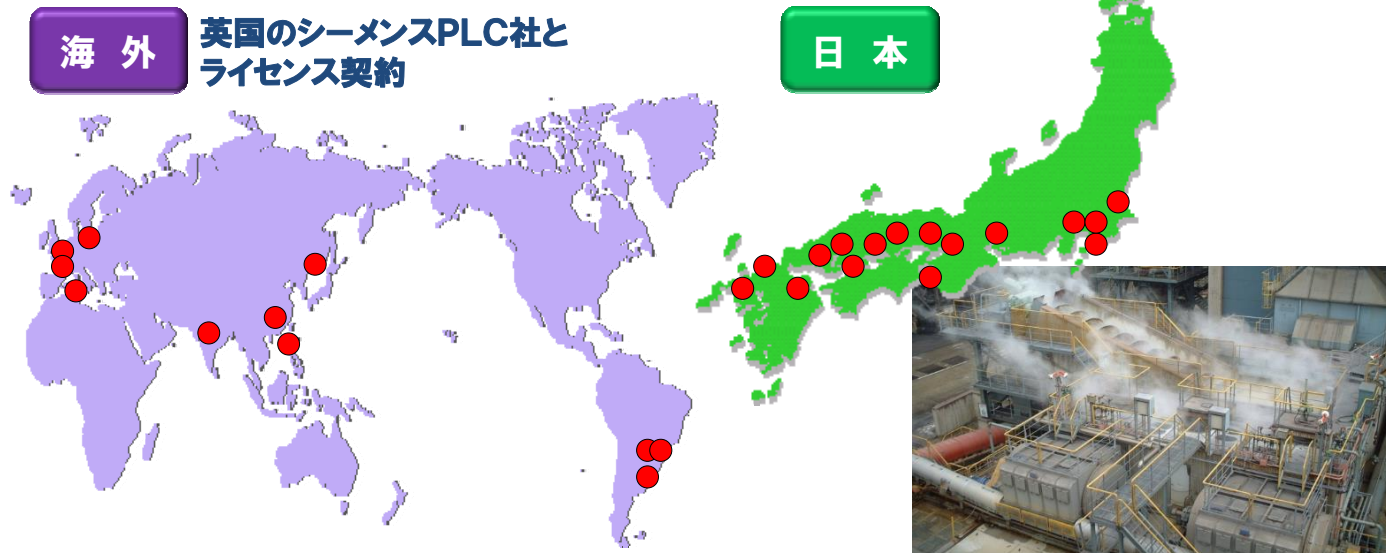 海 外
英国のシーメンスPLC社と
ライセンス契約
日 本